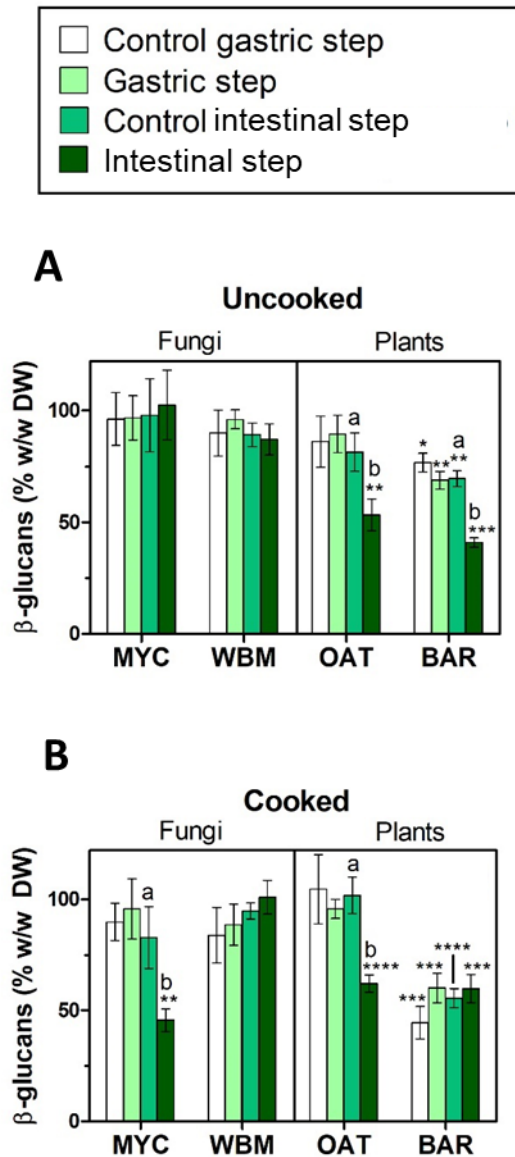 Control gastric step
Gastric step
Control intestinal step
Intestinal step
A
Uncooked
Fungi Plants
β-glucans (% w/w DW)
100
50
0
a
b
**
*
**
a
**
b
***
MYC WBM OAT BAR
B
Cooked
Fungi Plants
β-glucans (% w/w DW)
100
50
0
a
b
**
a
b
****
***
***
****
***
MYC WBM OAT BAR